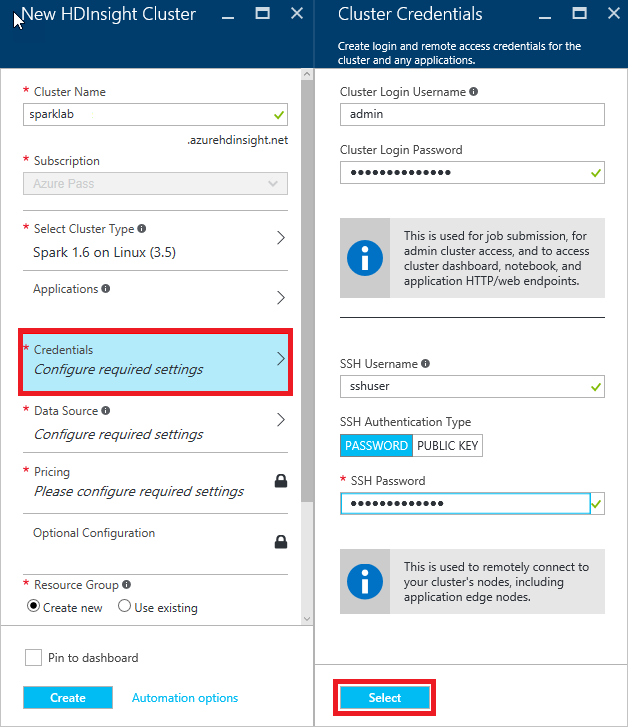 New HDInsight Cluster
* Cluster Name
sparklab
.azurehdinsight.net
* Subscription
Azure Pass
* Select Cluster Type
Spark 1.6 on Linux (3.5)
Applications
* Credentials
Configure required settings
* Data Source
Configure required settings
* Pricing
Please configure required settings
Optional Configuration
* Resource Group
Create new Use existing
Pin to dashboard
Create Automation options
Cluster Credentials
Create login and remote access credentials for the
cluster and any applications.
Cluster Login Username
admin
Cluster Login Password
••••••••••••••
This is used for job submission, for
admin cluster access, and to access
cluster dashboard, notebook, and
application HTTP/web endpoints.
SSH Username
sshuser
SSH Authentication Type
PASSWORD PUBLIC KEY
* SSH Password
•••••••••••••
This is used to remotely connect to
your cluster's nodes, including
application edge nodes.
Select